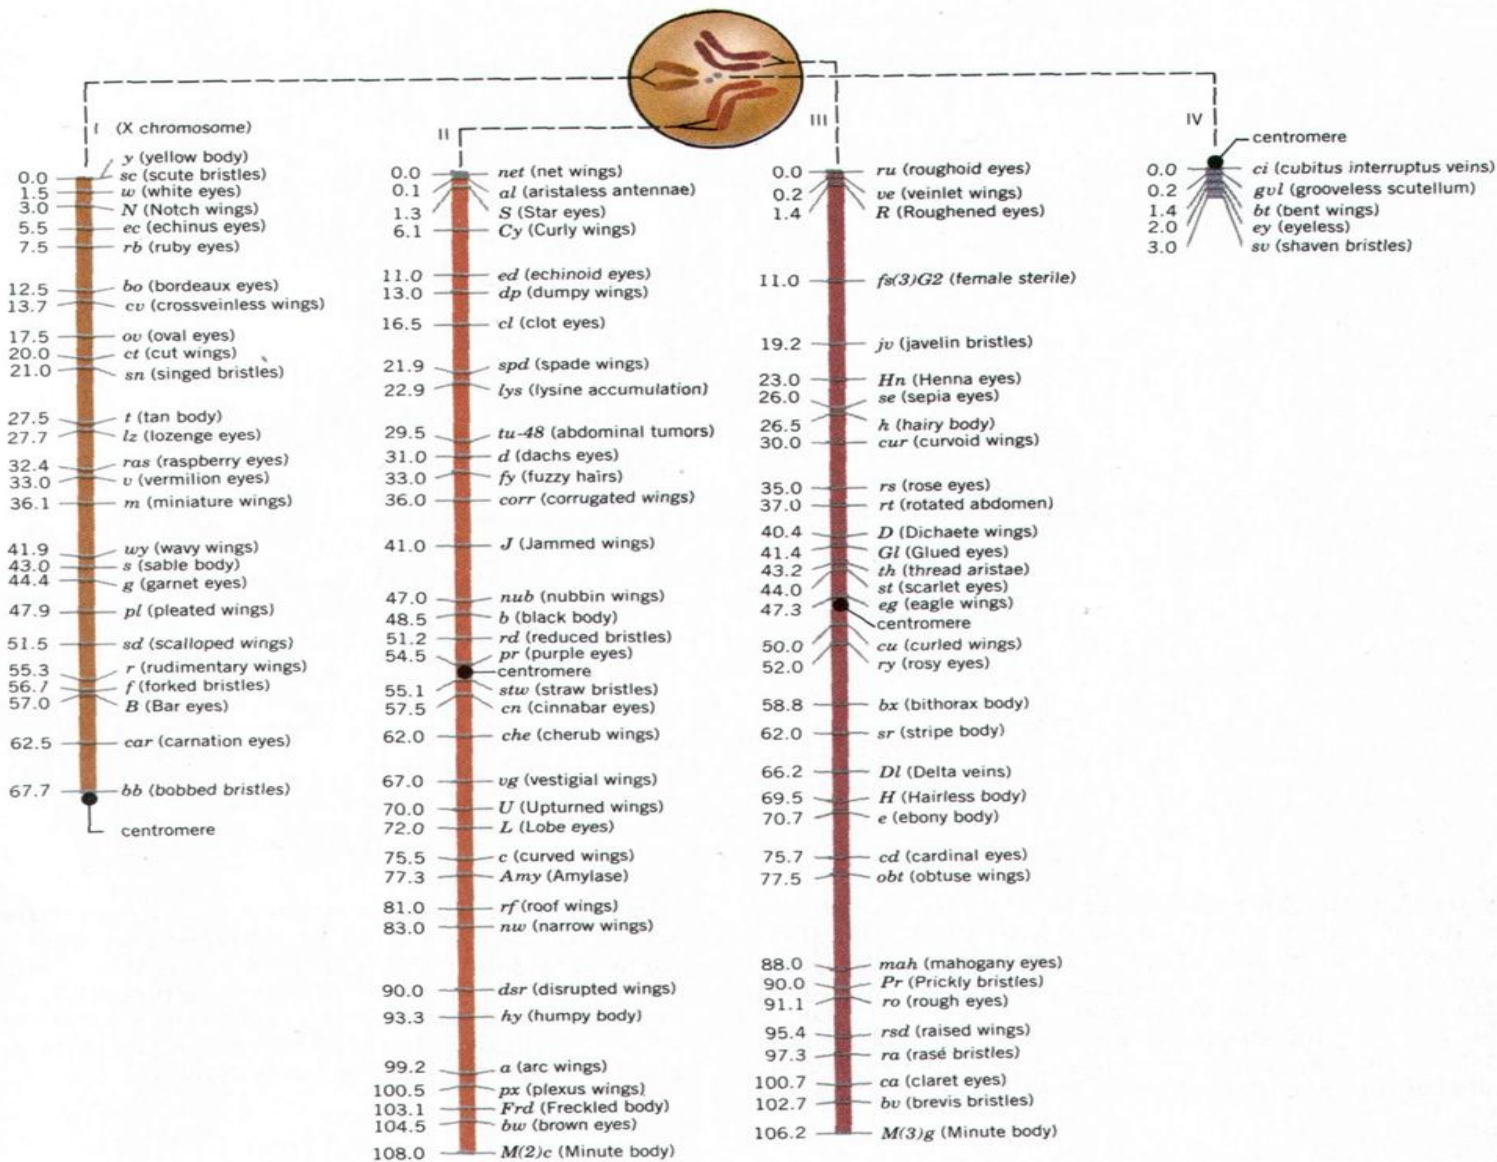 I (X chromosome)
y (yellow body)
0.0 sc (scute bristles)
1.5 w (white eyes)
3.0 N (Notch wings)
5.5 ec (echinus eyes)
7.5 rb (ruby eyes)
12.5 bo (bordeaux eyes)
13.7 cv (crossveinless wings)
17.5 ov (oval eyes)
20.0 ct (cut wings)
21.0 sn (singed bristles)
27.5 t (tan body)
27.7 lz (lozenge eyes)
32.4 ras (raspberry eyes)
33.0 v (vermilion eyes)
36.1 m (miniature wings)
41.9 wy (wavy wings)
43.0 s (sable body)
44.4 g (garnet eyes)
47.9 pl (pleated wings)
51.5 sd (scalloped wings)
55.3 r (rudimentary wings)
56.7 f (forked bristles)
57.0 B (Bar eyes)
62.5 car (carnation eyes)
67.7 bb (bobbed bristles)
centromere
II
0.0 net (net wings)
0.1 al (aristaless antennae)
1.3 S (Star eyes)
6.1 Cy (Curly wings)
11.0 ed (echinoid eyes)
13.0 dp (dumpy wings)
16.5 cl (clot eyes)
21.9 spd (spade wings)
22.9 lys (lysine accumulation)
29.5 tu-48 (abdominal tumors)
31.0 d (dachs eyes)
33.0 fy (fuzzy hairs)
36.0 corr (corrugated wings)
41.0 J (Jammed wings)
47.0 nub (nubbin wings)
48.5 b (black body)
51.2 rd (reduced bristles)
54.5 pr (purple eyes)
centromere
55.1 stw (straw bristles)
57.5 cn (cinnabar eyes)
62.0 che (cherub wings)
67.0 vg (vestigial wings)
70.0 U (Upturned wings)
72.0 L (Lobe eyes)
75.5 c (curved wings)
77.3 Amy (Amylase)
81.0 rf (roof wings)
83.0 nw (narrow wings)
90.0 dsr (disrupted wings)
93.3 hy (humpy body)
99.2 a (arc wings)
100.5 px (plexus wings)
103.1 Frd (Freckled body)
104.5 bw (brown eyes)
108.0 M(2)c (Minute body)
III
0.0 ru (roughoid eyes)
0.2 ve (veinlet wings)
1.4 R (Roughened eyes)
11.0 fs(3)G2 (female sterile)
19.2 jv (javelin bristles)
23.0 Hn (Henna eyes)
26.0 se (sepia eyes)
26.5 h (hairy body)
30.0 cur (curvoid wings)
35.0 rs (rose eyes)
37.0 rt (rotated abdomen)
40.4 D (Dichaete wings)
41.4 Gl (Glued eyes)
43.2 th (thread aristae)
44.0 st (scarlet eyes)
47.3 eg (eagle wings)
centromere
50.0 cu (curled wings)
52.0 ry (rosy eyes)
58.8 bx (bithorax body)
62.0 sr (stripe body)
66.2 Dl (Delta veins)
69.5 H (Hairless body)
70.7 e (ebony body)
75.7 cd (cardinal eyes)
77.5 obt (obtuse wings)
88.0 mah (mahogany eyes)
90.0 Pr (Prickly bristles)
91.1 ro (rough eyes)
95.4 rsd (raised wings)
97.3 ra (rasé bristles)
100.7 ca (claret eyes)
102.7 bv (brevis bristles)
106.2 M(3)g (Minute body)
IV
centromere
0.0 ci (cubitus interruptus veins)
0.2 gvl (grooveless scutellum)
1.4 bt (bent wings)
2.0 ey (eyeless)
3.0 sv (shaven bristles)